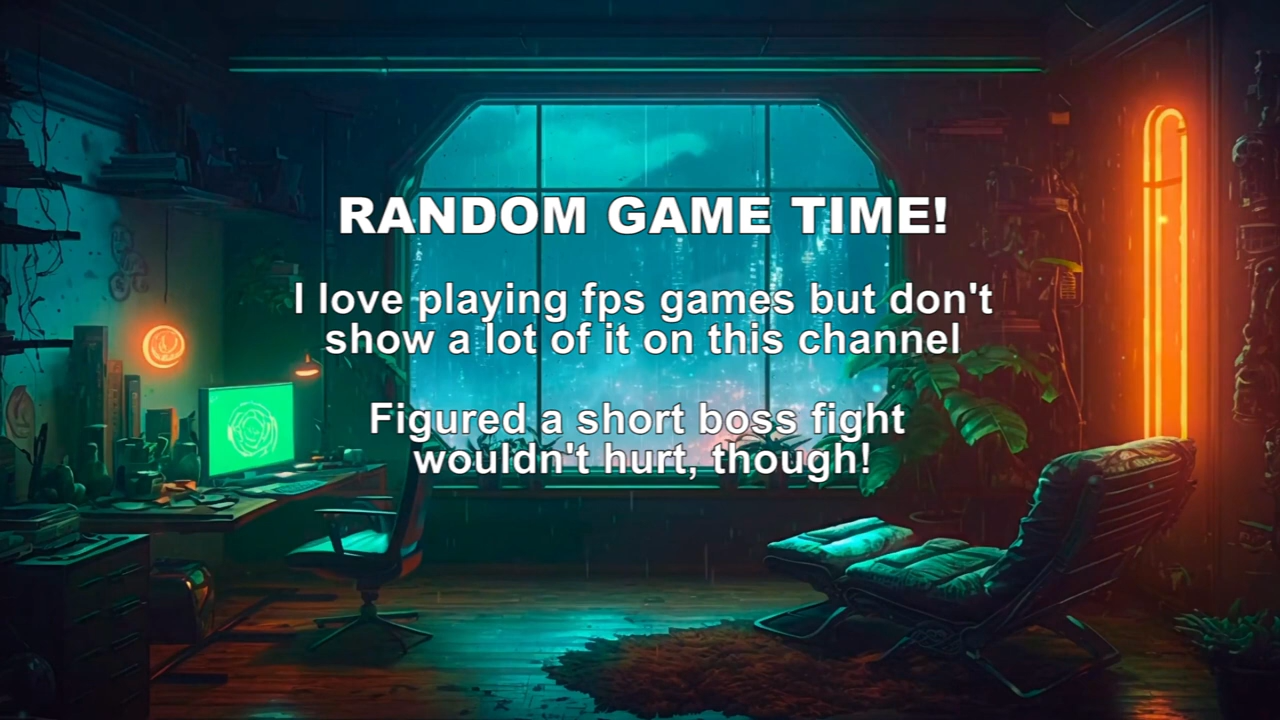 RANDOM GAME TIME!
I love playing fps games but don't
show a lot of it on this channel
Figured a short boss fight
wouldn't hurt, though!